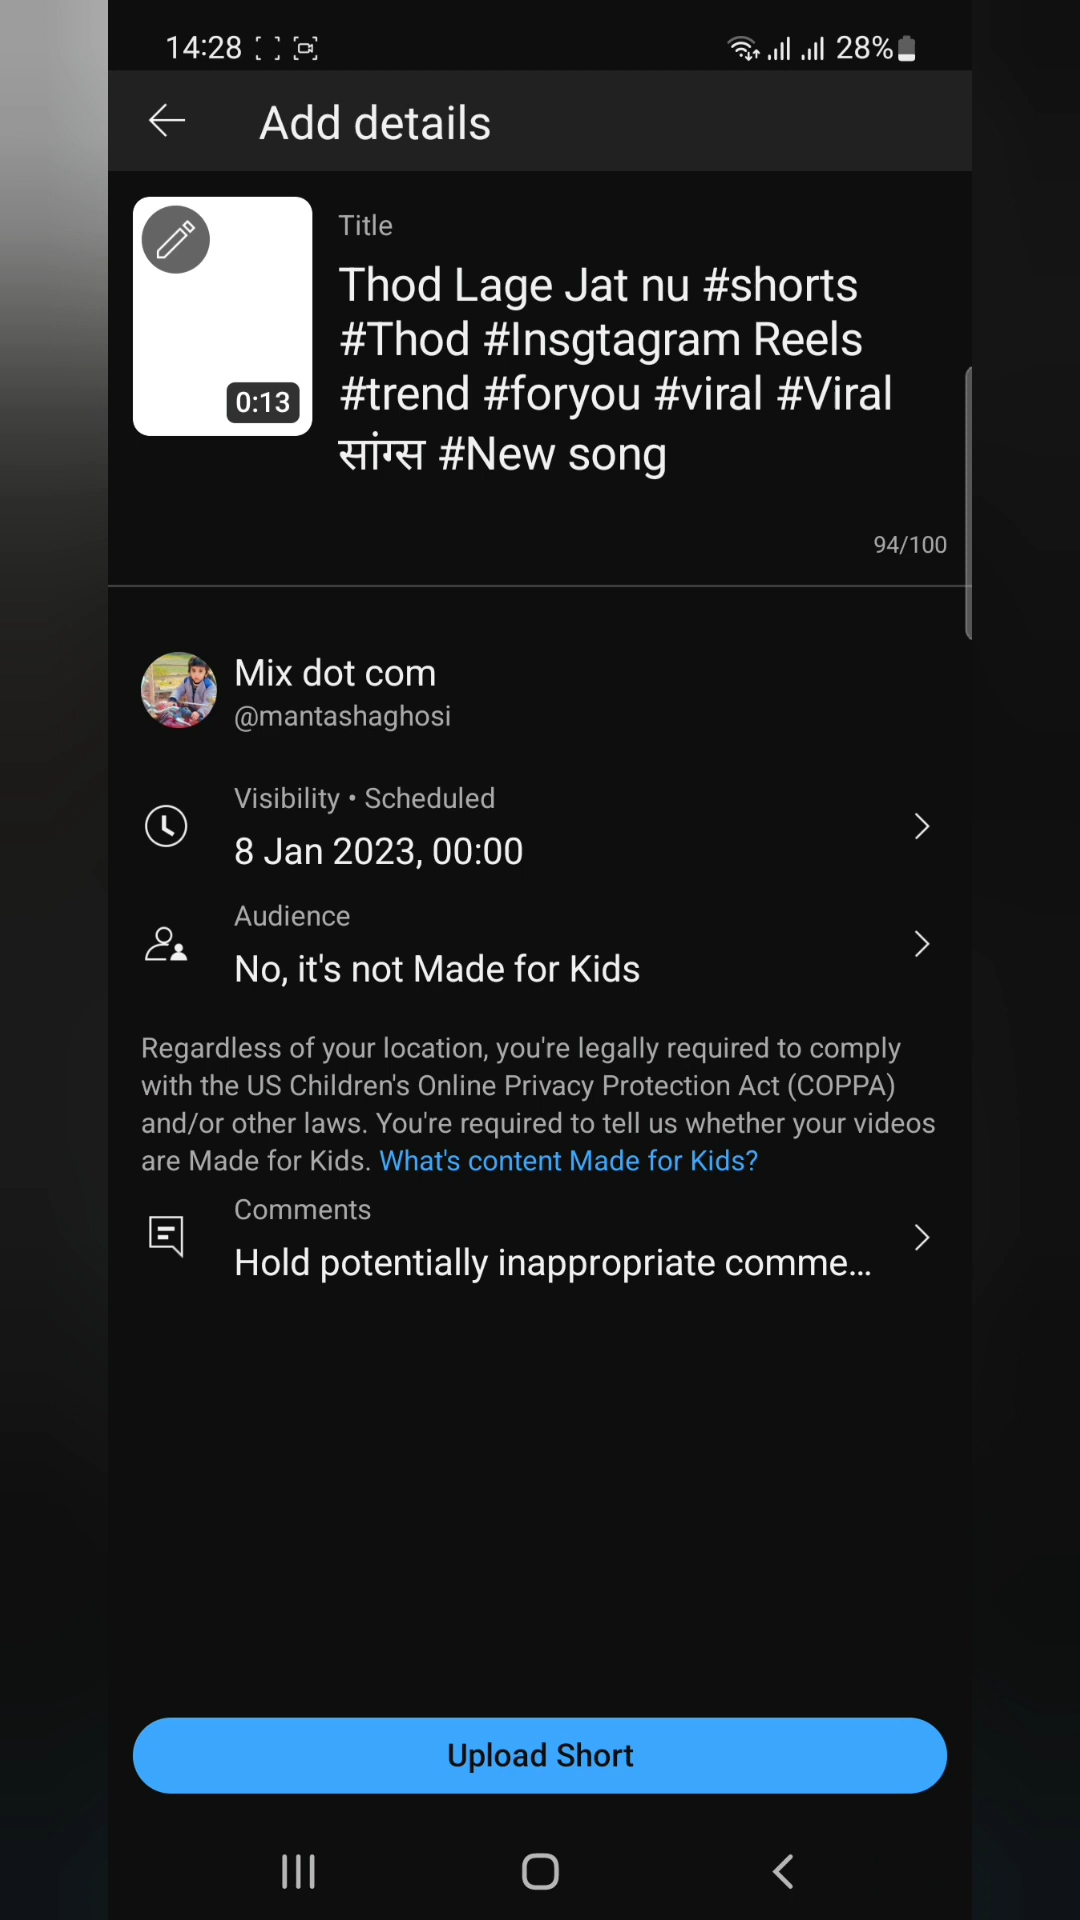 14:28
28%
Add details
Title
Thod Lage Jat nu #shorts
#Thod #Insgtagram Reels
#trend #foryou #viral #Viral
सांग्स #New song
0:13
94/100
Mix dot com
@mantashaghosi
Visibility • Scheduled
8 Jan 2023, 00:00
Audience
No, it's not Made for Kids
Regardless of your location, you're legally required to comply
with the US Children's Online Privacy Protection Act (COPPA)
and/or other laws. You're required to tell us whether your videos
are Made for Kids. What's content Made for Kids?
Comments
Hold potentially inappropriate comme...
Upload Short